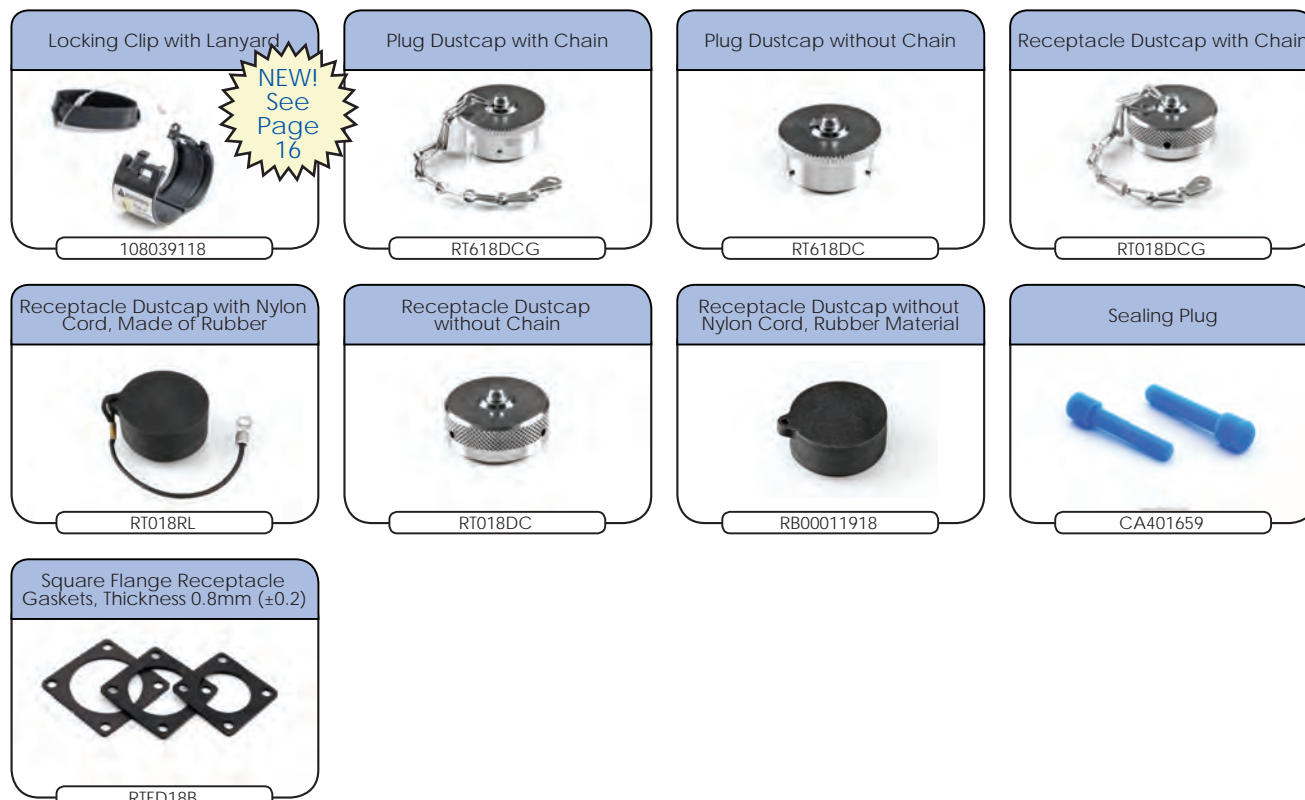 Locking Clip with Lanyard
NEW!
See
Page
16
108039118
Plug Dustcap with Chain
RT618DCG
Plug Dustcap without Chain
RT618DC
Receptacle Dustcap with Chain
RT018DCG
Receptacle Dustcap with Nylon
Cord, Made of Rubber
RT018RL
Receptacle Dustcap
without Chain
RT018DC
Receptacle Dustcap without
Nylon Cord, Rubber Material
RB00011918
Sealing Plug
CA401659
Square Flange Receptacle
Gaskets, Thickness 0.8mm (±0.2)
RTFD18B